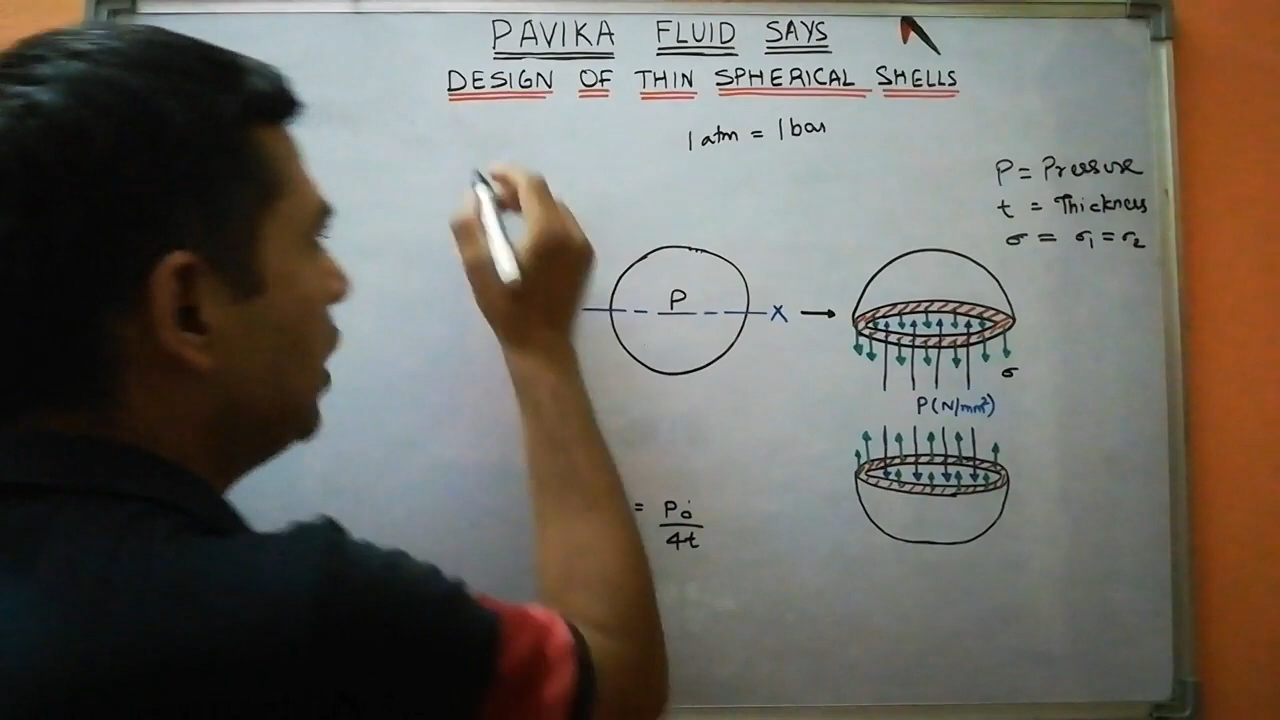 PAVIKA FLUID SAYS
DESIGN OF THIN SPHERICAL SHELLS
1 atm = 1 bar
P = Pressure
t = Thickness
σ = σ1 = σ2
P
X
σ
P(N/mm²)
= Pd
4t